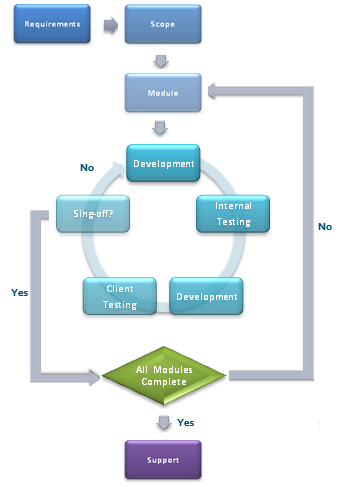 Requirements
Scope
Module
Development
No
Sing-off?
Internal
Testing
No
Client
Testing
Development
Yes
All Modules
Complete
Yes
Support